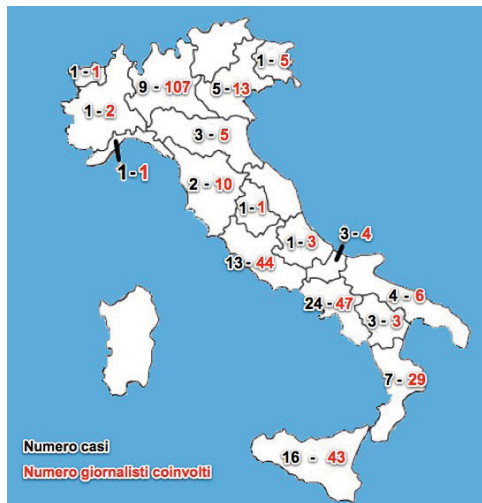 1 - 5
1 - 1
9 - 107
5 - 13
1 - 2
3 - 5
1 - 1
2 - 10
1 - 1
3 - 4
1 - 3
13 - 44
24 - 47
4 - 6
3 - 3
7 - 29
Numero casi
16 - 43
Numero giornalisti coinvolti